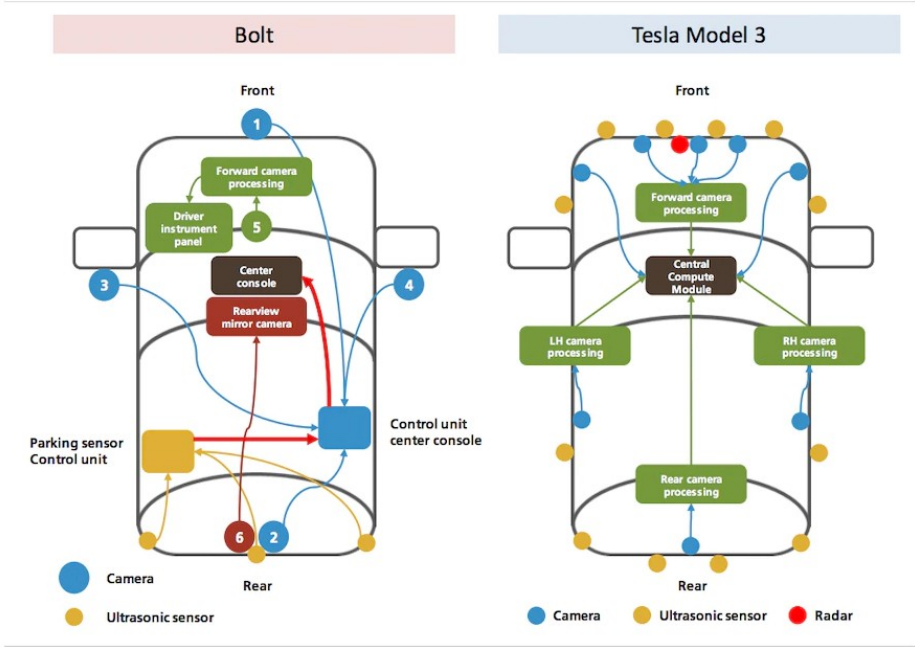 Bolt
Front
1
Forward camera
processing
Driver
instrument
panel
5
3
4
Center
console
Rearview
mirror camera
Parking sensor
Control unit
Control unit
center console
6
2
Rear
Camera
Ultrasonic sensor
Tesla Model 3
Front
Forward camera
processing
Central
Compute
Module
LH camera
processing
RH camera
processing
Rear camera
processing
Rear
Camera
Ultrasonic sensor
Radar